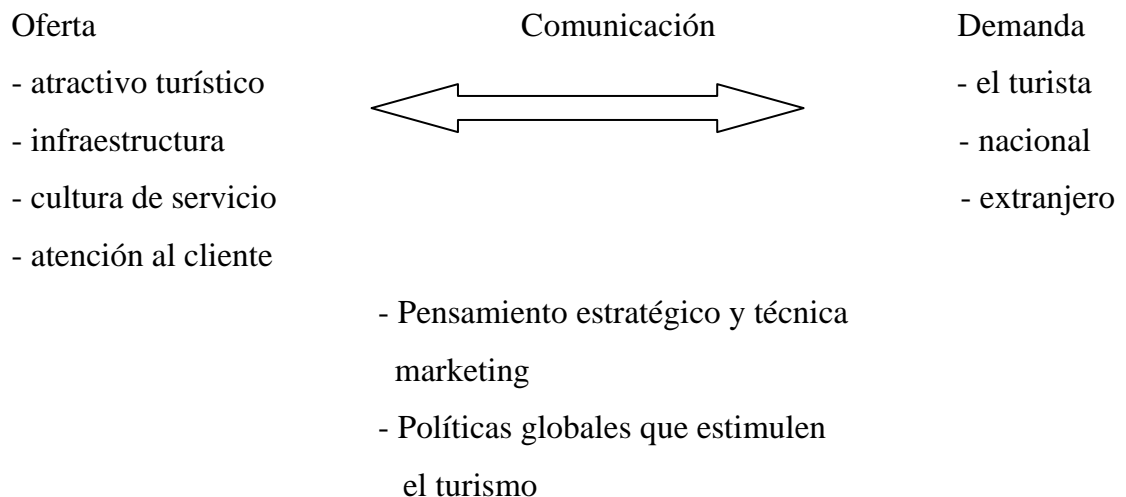 Oferta Comunicación Demanda
- atractivo turístico - el turista
- infraestructura - nacional
- cultura de servicio - extranjero
- atención al cliente
- Pensamiento estratégico y técnica
marketing
- Políticas globales que estimulen
el turismo